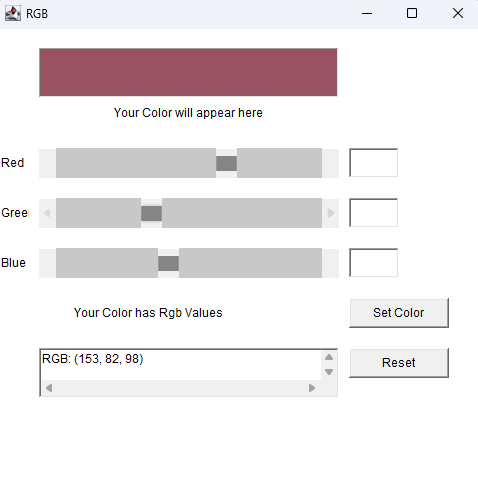 RGB
Your Color will appear here
Red
Gree
Blue
Your Color has Rgb Values
Set Color
RGB: (153, 82, 98)
Reset